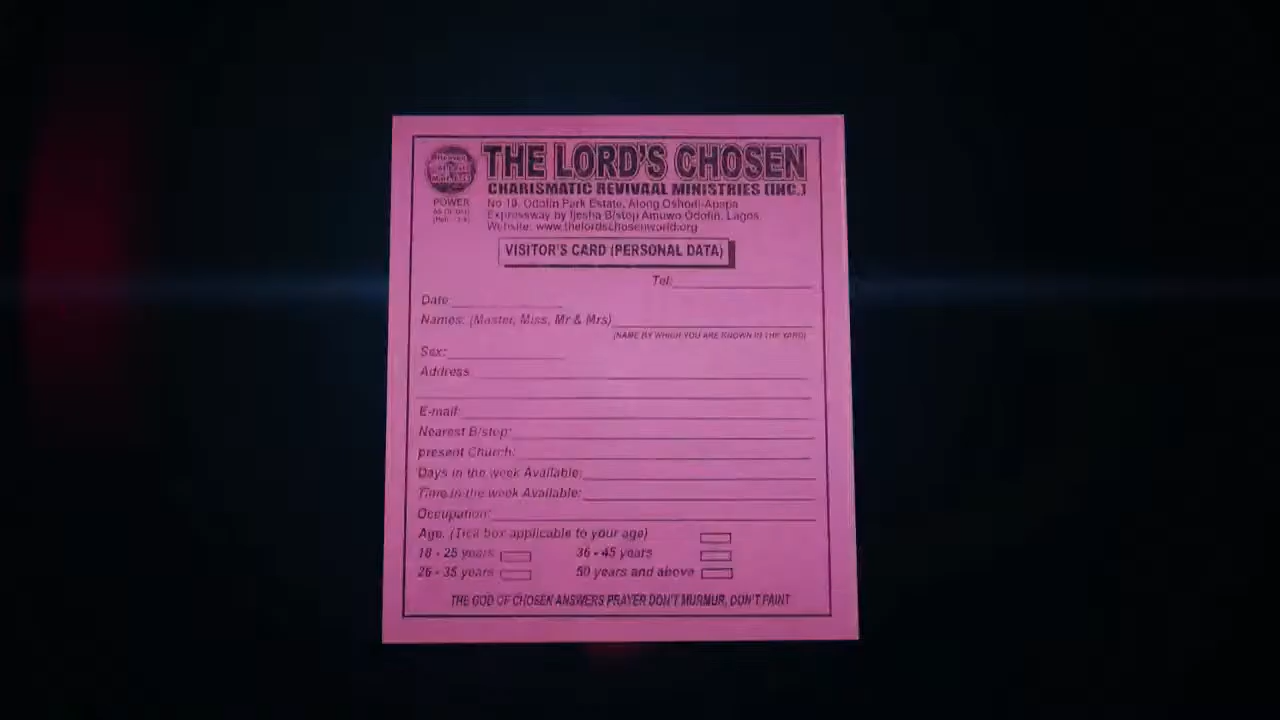 THE LORD'S CHOSEN
CHARISMATIC REVIVAAL MINISTRIES (INC.)
POWER
No 10, Odofin Park Estate, Along Oshodi-Apapa
Expressway by Ijesha B/stop Amuwo Odofin, Lagos
Website: www.thelordschosenworld.org
VISITOR'S CARD (PERSONAL DATA)
Tel:
Date
Names: (Master, Miss, Mr & Mrs)
(NAME BY WHICH YOU ARE KNOWN IN THE YARD)
Sex:
Address
E-mail:
Nearest B/stop:
present Church:
Days in the week Available:
Time in the week Available:
Occupation:
Age. (Tick box applicable to your age)
18 - 25 years 36 - 45 years
26 - 35 years 50 years and above
THE GOD OF CHOSEN ANSWERS PRAYER DON'T MURMUR, DON'T FAINT